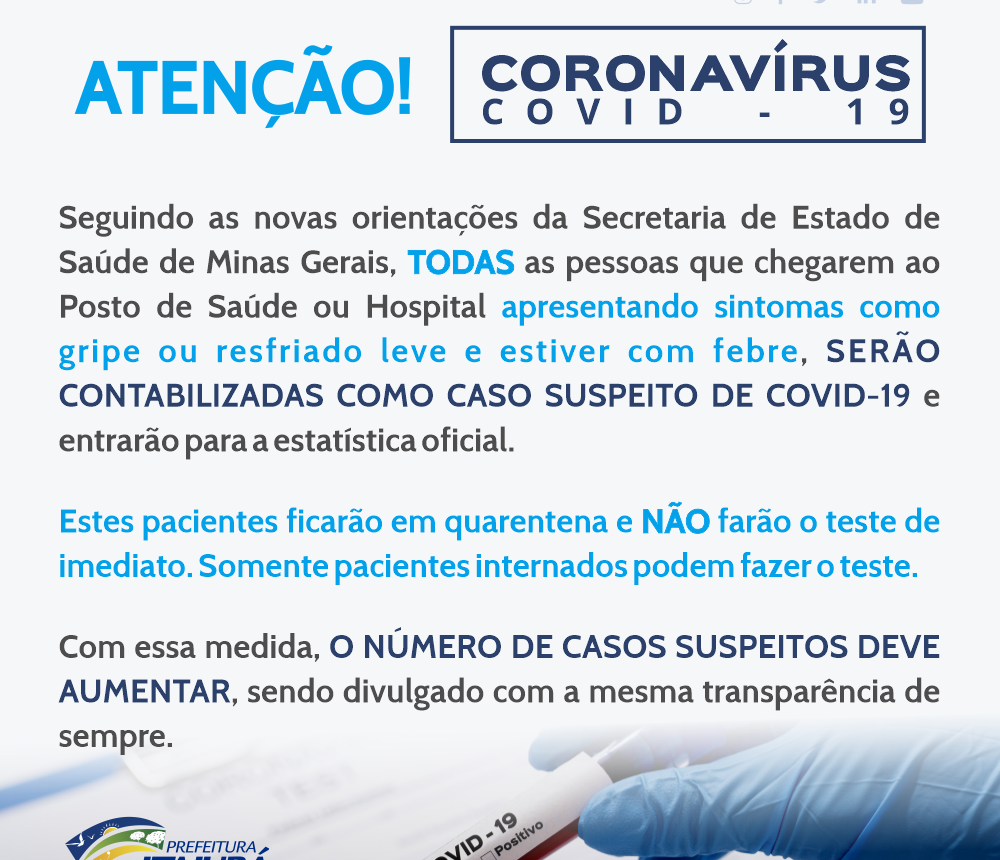 ATENÇÃO!
CORONAVÍRUS
COVID - 19
Seguindo as novas orientações da Secretaria de Estado de
Saúde de Minas Gerais, TODAS as pessoas que chegarem ao
Posto de Saúde ou Hospital apresentando sintomas como
gripe ou resfriado leve e estiver com febre, SERÃO
CONTABILIZADAS COMO CASO SUSPEITO DE COVID-19 e
entrarão para a estatística oficial.
Estes pacientes ficarão em quarentena e NÃO farão o teste de
imediato. Somente pacientes internados podem fazer o teste.
Com essa medida, O NÚMERO DE CASOS SUSPEITOS DEVE
AUMENTAR, sendo divulgado com a mesma transparência de
sempre.
TEST
OVID - 19
Positivo
PREFEITURA